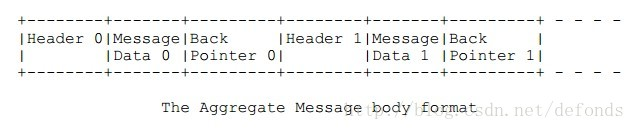 +--------+-------+---------+--------+-------+---------+ - - - -
|Header 0|Message|Back     |Header 1|Message|Back     |
|        |Data 0 |Pointer 0|        |Data 1 |Pointer 1|
+--------+-------+---------+--------+-------+---------+ - - - -
The Aggregate Message body format
http://blog.csdn.net/defonds